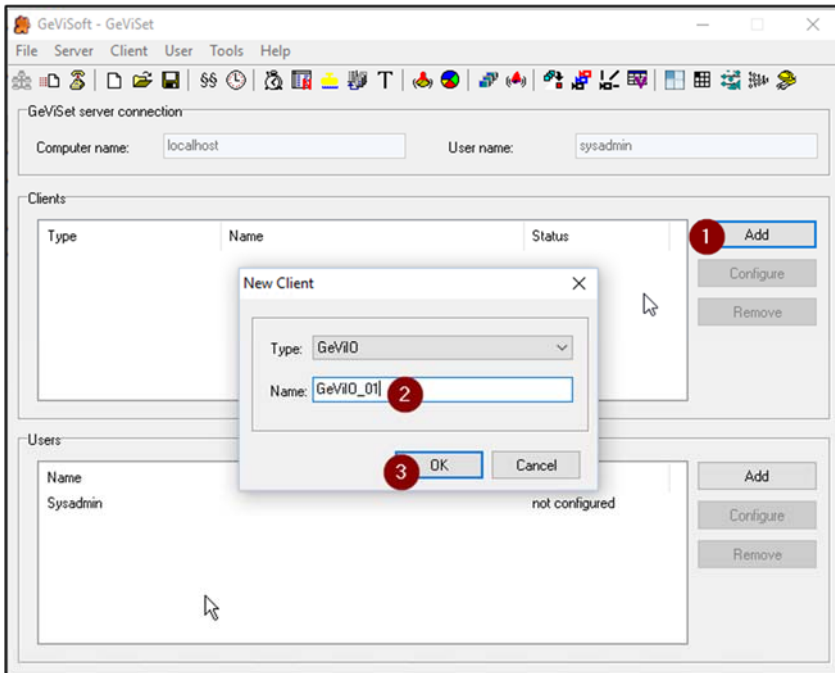 GeViSoft - GeViSet
File Server Client User Tools Help
§§ T
GeViSet server connection
Computer name: localhost User name: sysadmin
Clients
Type Name Status
1 Add
Configure
Remove
New Client
Type: GeViIO
Name: GeViIO_01 2
3 OK Cancel
Users
Name
Sysadmin not configured
Add
Configure
Remove